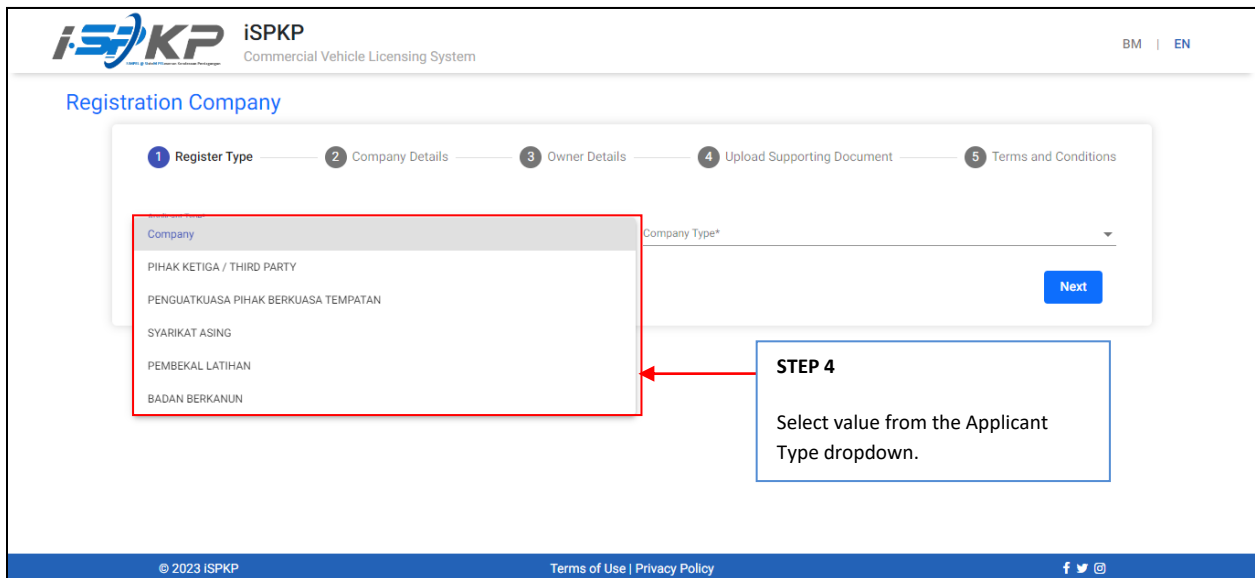 i.SPKP
iSPKP
Commercial Vehicle Licensing System
BM | EN
Registration Company
1 Register Type
2 Company Details
3 Owner Details
4 Upload Supporting Document
5 Terms and Conditions
Company
Company Type*
PIHAK KETIGA / THIRD PARTY
PENGUATKUASA PIHAK BERKUASA TEMPATAN
SYARIKAT ASING
PEMBEKAL LATIHAN
BADAN BERKANUN
Next
STEP 4
Select value from the Applicant
Type dropdown.
© 2023 iSPKP
Terms of Use | Privacy Policy